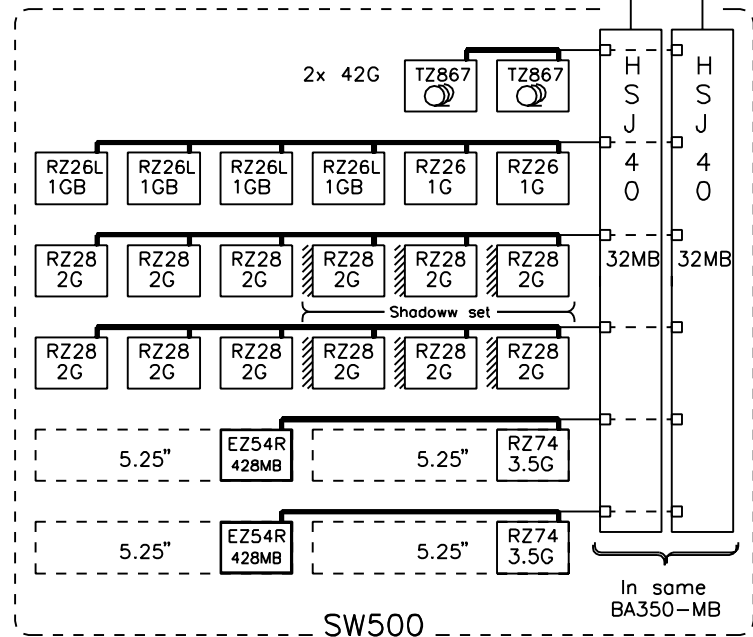 2x 42G
TZ867 TZ867
H H
S S
J J
4 4
0 0
32MB 32MB
RZ26L RZ26L RZ26L RZ26L RZ26 RZ26
1GB 1GB 1GB 1GB 1G 1G
RZ28 RZ28 RZ28 RZ28 RZ28 RZ28
2G 2G 2G 2G 2G 2G
Shadoww set
RZ28 RZ28 RZ28 RZ28 RZ28 RZ28
2G 2G 2G 2G 2G 2G
5.25” EZ54R 5.25” RZ74
428MB 3.5G
5.25” EZ54R 5.25” RZ74
428MB 3.5G
In same
BA350-MB
SW500